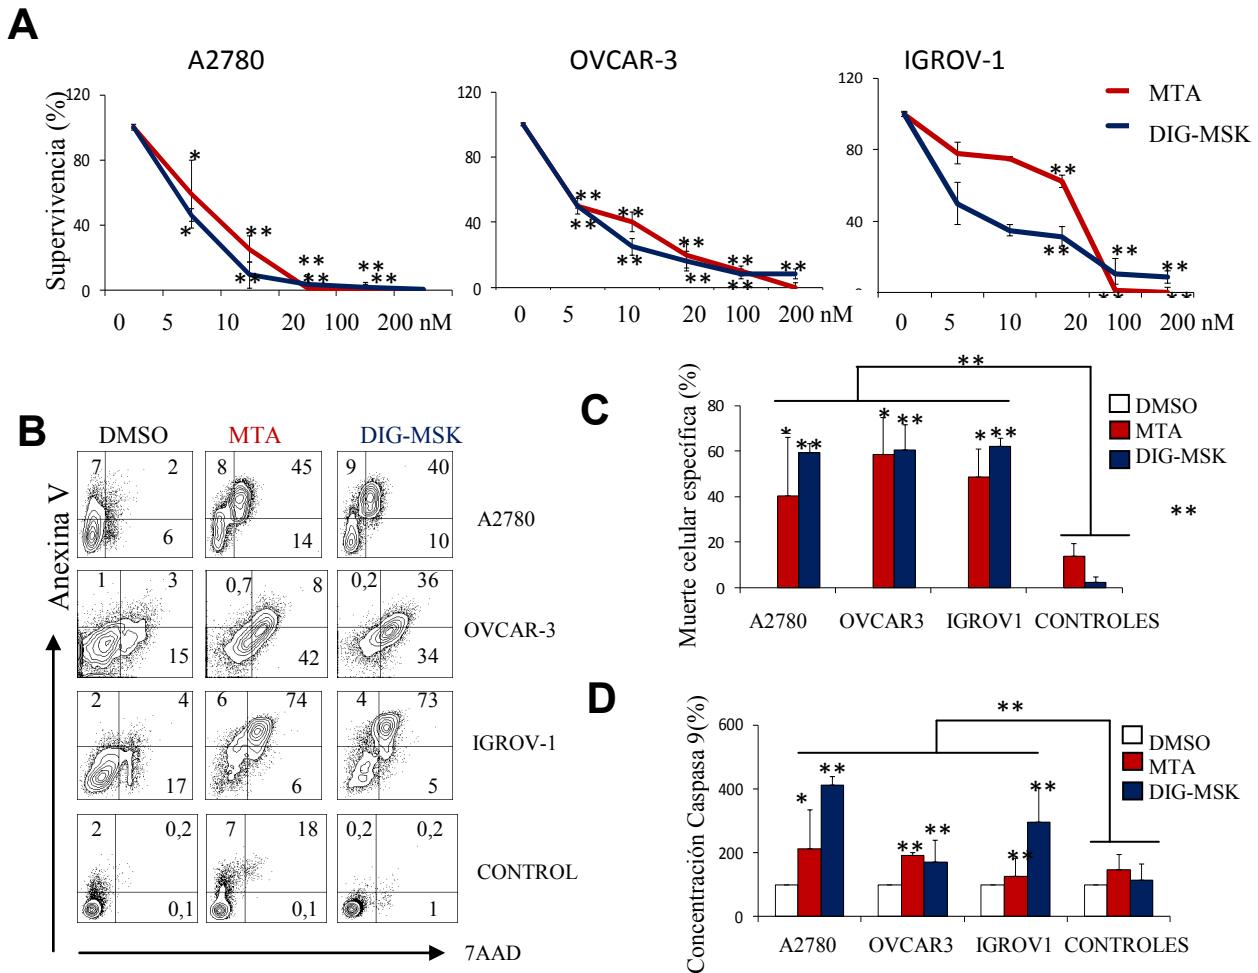 A
A2780
OVCAR-3
IGROV-1
Supervivencia (%)
120
80
40
0
0 5 10 20 100 200 nM
* * ** ** ** ** ** **
120
80
40
0
0 5 10 20 100 200 nM
** ** ** ** ** ** ** ** **
120
80
40
0 5 10 20 100 200 nM
** ** ** ** ** **
MTA
DIG-MSK
B
DMSO MTA DIG-MSK
Anexina V
7 2 6
8 45 14
9 40 10
A2780
1 3 15
0,7 8 42
0,2 36 34
OVCAR-3
2 4 17
6 74 6
4 73 5
IGROV-1
2 0,2 0,1
7 18 0,1
0,2 0,2 1
CONTROL
7AAD
C
Muerte celular específica (%)
80
60
40
20
0
**
* ** * ** * **
**
DMSO
MTA
DIG-MSK
A2780 OVCAR3 IGROV1 CONTROLES
D
Concentración Caspasa 9(%)
600
400
200
0
**
* ** ** ** ** **
DMSO
MTA
DIG-MSK
A2780 OVCAR3 IGROV1 CONTROLES